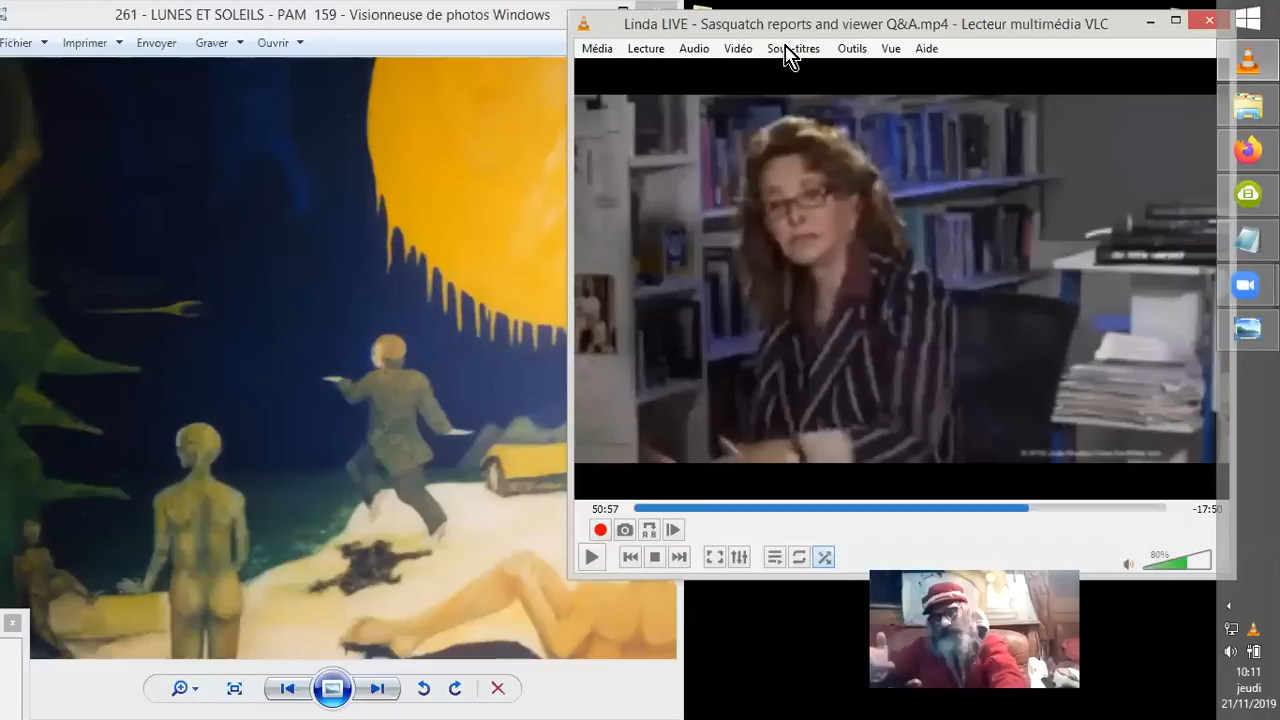 261 - LUNES ET SOLEILS - PAM 159 - Visionneuse de photos Windows
Fichier Imprimer Envoyer Graver Ouvrir
Linda LIVE - Sasquatch reports and viewer Q&A.mp4 - Lecteur multimédia VLC
Média Lecture Audio Vidéo Sous-titres Outils Vue Aide
50:57
-17:50
80%
10:11
jeudi
21/11/2019